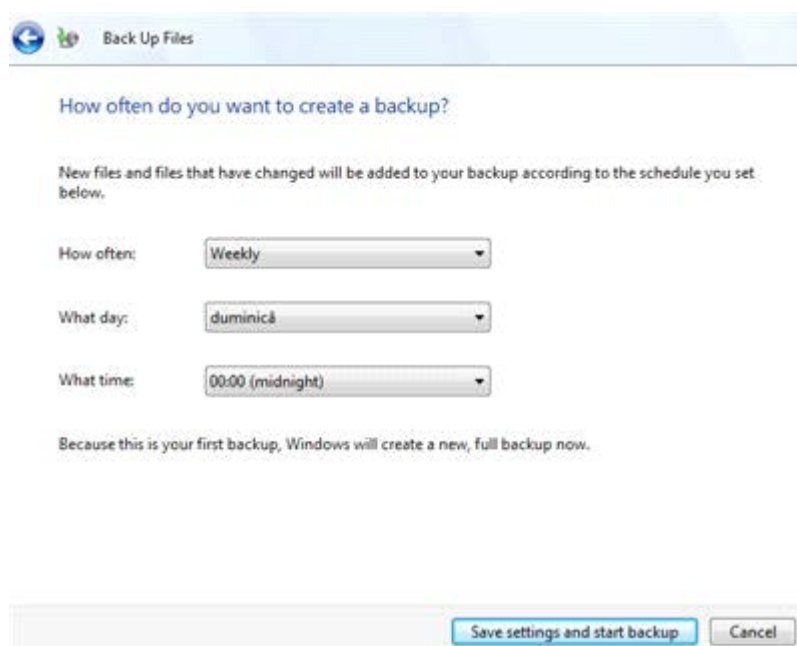 Back Up Files
How often do you want to create a backup?
New files and files that have changed will be added to your backup according to the schedule you set
below.
How often: Weekly
What day: duminică
What time: 00:00 (midnight)
Because this is your first backup, Windows will create a new, full backup now.
Save settings and start backup Cancel